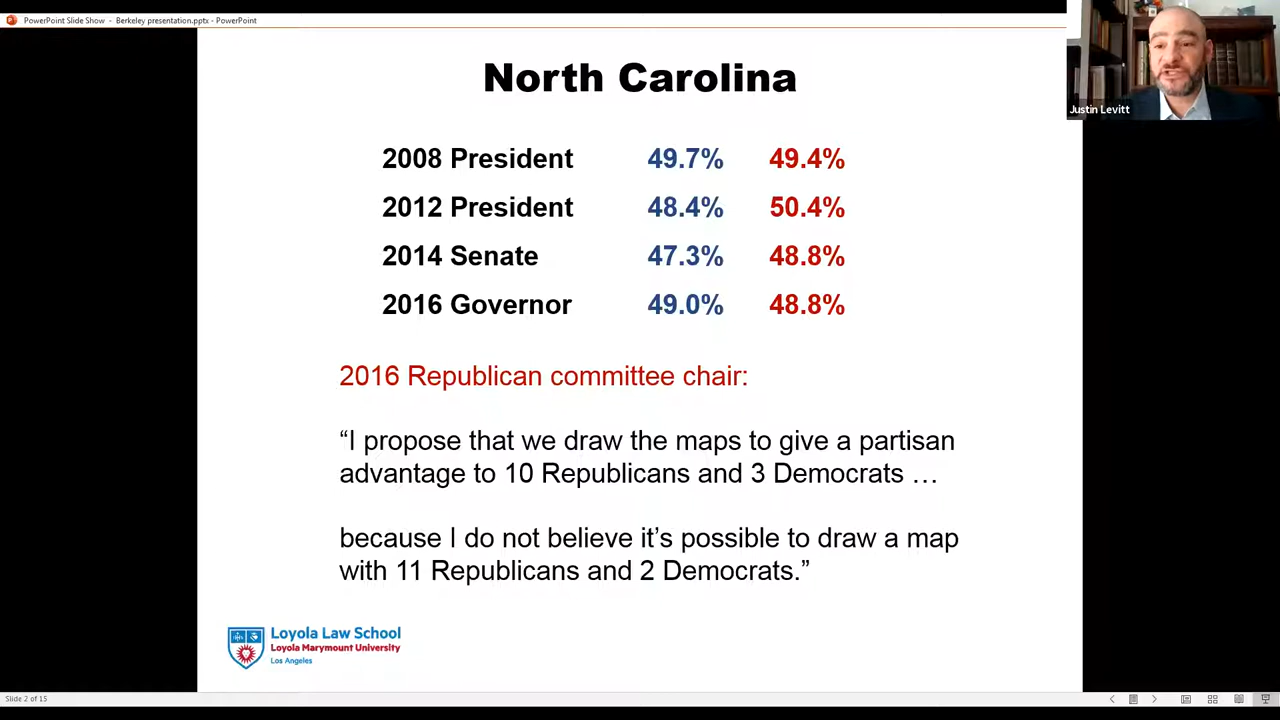 PowerPoint Slide Show - Berkeley presentation.pptx - PowerPoint
Justin Levitt
North Carolina
2008 President 49.7% 49.4%
2012 President 48.4% 50.4%
2014 Senate 47.3% 48.8%
2016 Governor 49.0% 48.8%
2016 Republican committee chair:
“I propose that we draw the maps to give a partisan
advantage to 10 Republicans and 3 Democrats …
because I do not believe it’s possible to draw a map
with 11 Republicans and 2 Democrats.”
Loyola Law School
Loyola Marymount University
Los Angeles
Slide 2 of 15